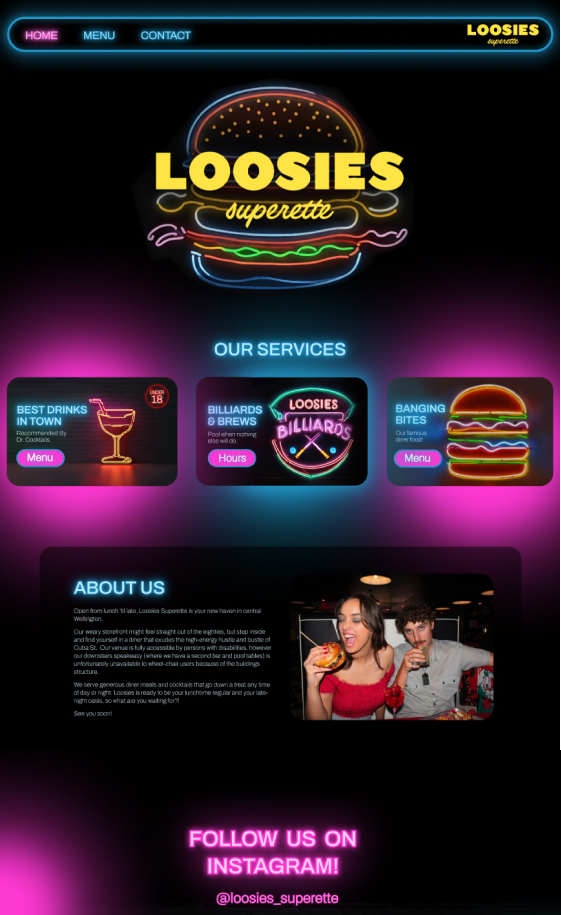 HOME MENU CONTACT
LOOSIES
superette
LOOSIES
superette
OUR SERVICES
UNDER
18
BEST DRINKS
IN TOWN
Recommended By
Dr. Cocktails.
Menu
BILLIARDS
& BREWS
Pool when nothing
else will do.
Hours
LOOSIES
BILLIARDS
BANGING
BITES
Our famous
diner food!
Menu
ABOUT US
Open from lunch 'til late, Loosies Superette is your new haven in central
Wellington.
Our weary storefront might feel straight out of the eighties, but step inside
and find yourself in a diner that exudes the high-energy hustle and bustle of
Cuba St. Our venue is fully accessible by persons with disabilities, however
our downstairs speakeasy (where we have a second bar and pool tables) is
unfortunately unavailable to wheel-chair users because of the buildings
structure.
We serve generous diner meals and cocktails that go down a treat any time
of day or night. Loosies is ready to be your lunchtime regular and your late-
night oasis, so what are you waiting for?!
See you soon!
FOLLOW US ON
INSTAGRAM!
@loosies_superette